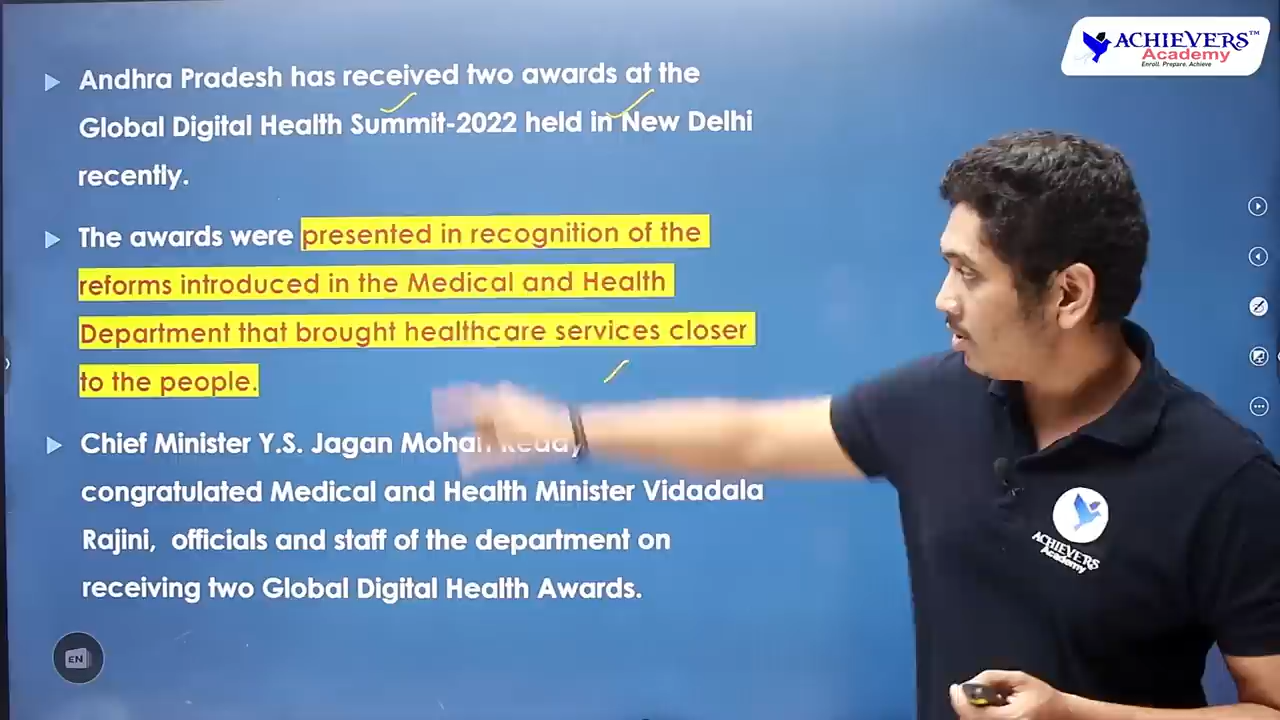 Andhra Pradesh has received two awards at the
Global Digital Health Summit-2022 held in New Delhi
recently.
The awards were presented in recognition of the
reforms introduced in the Medical and Health
Department that brought healthcare services closer
to the people.
Chief Minister Y.S. Jagan Mohan Reddy
congratulated Medical and Health Minister Vidadala
Rajini, officials and staff of the department on
receiving two Global Digital Health Awards.
EN
ACHIEVERS™
Academy
Enroll. Prepare. Achieve
ACHIEVERS
Academy